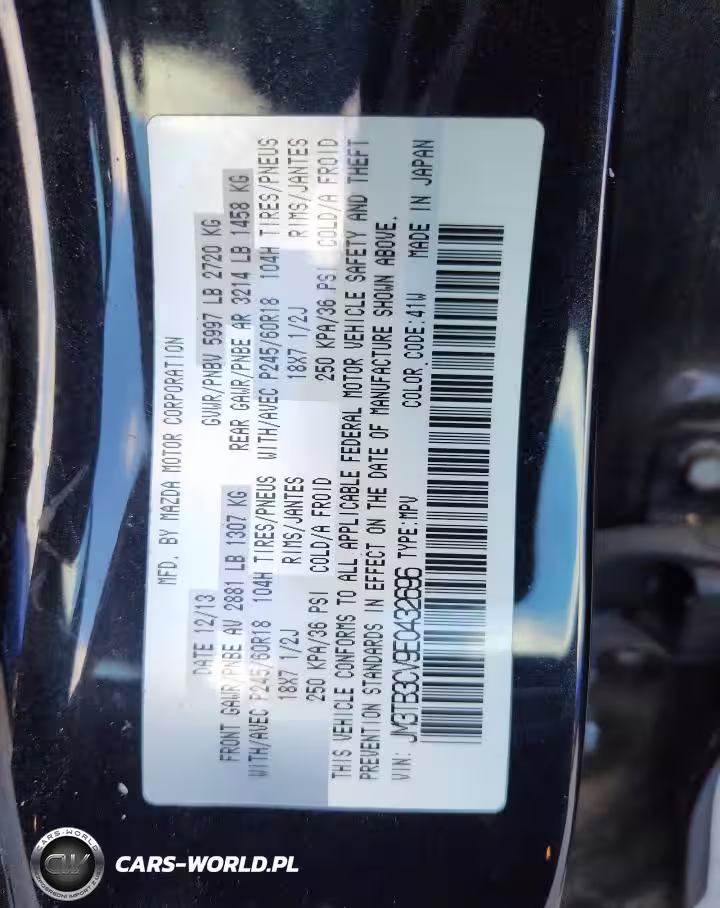 MFD. BY MAZDA MOTOR CORPORATION
DATE 12/13 GVWR/PNBV 5997 LB 2720 KG
FRONT GAWR/PNBE AV 2881 LB 1307 KG REAR GAWR/PNBE AR 3214 LB 1458 KG
WITH/AVEC P245/60R18 104H TIRES/PNEUS WITH/AVEC P245/60R18 104H TIRES/PNEUS
18X7 1/2J RIMS/JANTES 18X7 1/2J RIMS/JANTES
250 KPA/36 PSI COLD/A FROID 250 KPA/36 PSI COLD/A FROID
THIS VEHICLE CONFORMS TO ALL APPLICABLE FEDERAL MOTOR VEHICLE SAFETY AND THEFT
PREVENTION STANDARDS IN EFFECT ON THE DATE OF MANUFACTURE SHOWN ABOVE.
VIN: JM3TB3CV9E0432696 TYPE:MPV COLOR CODE:41W MADE IN JAPAN
CARS-WORLD
CW
CARS-WORLD.PL